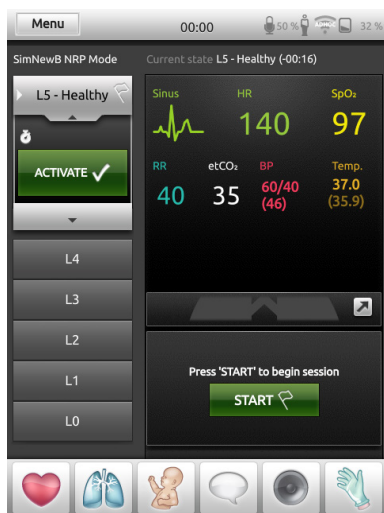 Menu
00:00
50 %
32 %
SimNewB NRP Mode
Current state L5 - Healthy (-00:16)
L5 - Healthy
ACTIVATE
L4
L3
L2
L1
L0
Sinus
HR
SpO₂
140
97
RR
etCO₂
BP
Temp.
40
35
60/40
(46)
37.0
(35.9)
Press 'START' to begin session
START